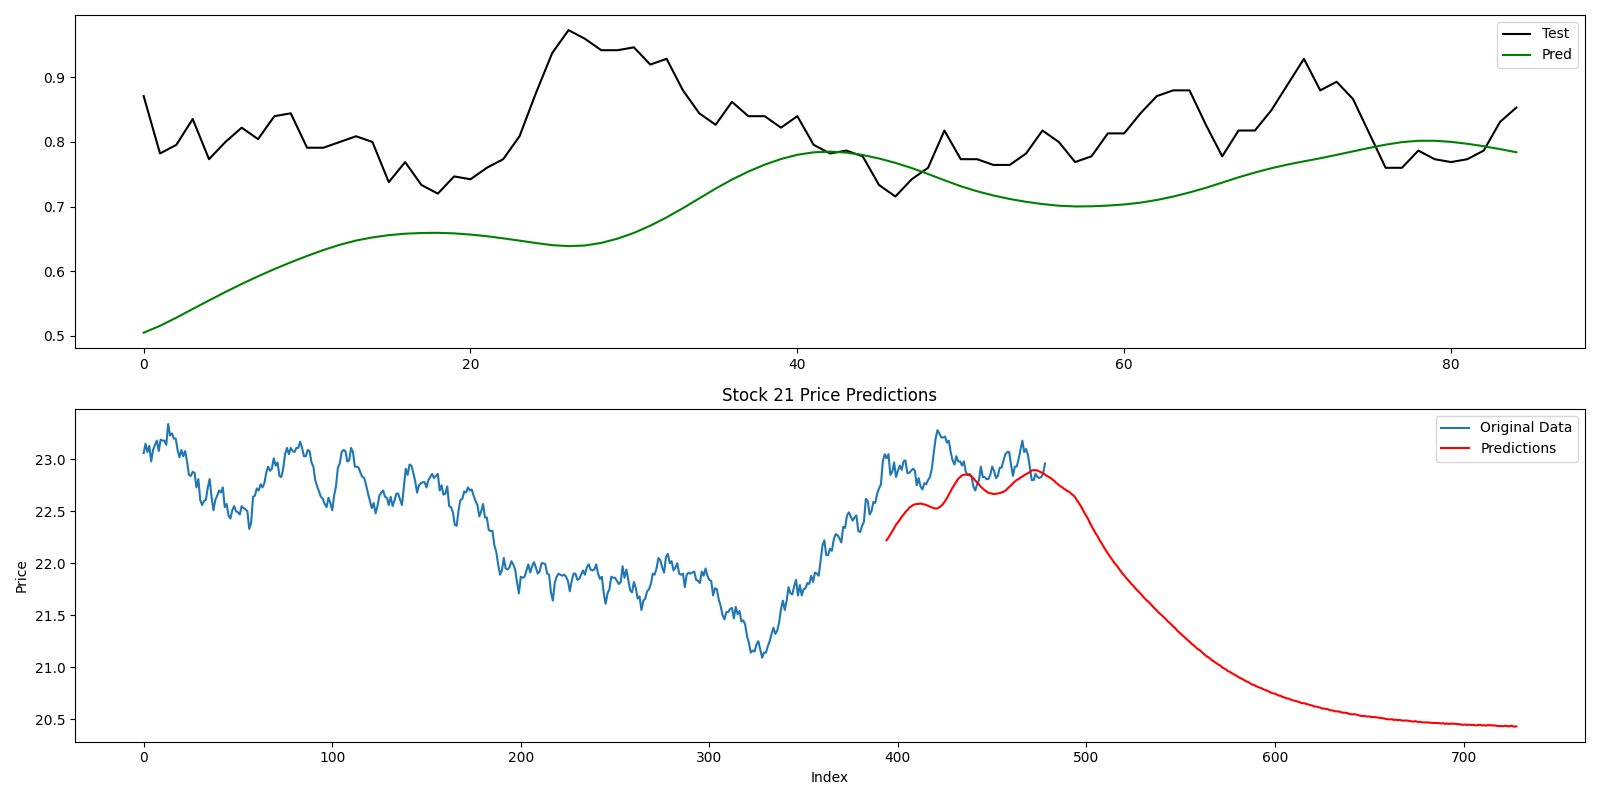 Test
Pred
0.9
0.8
0.7
0.6
0.5
0 20 40 60 80
Stock 21 Price Predictions
Original Data
Predictions
23.0
22.5
22.0
21.5
21.0
20.5
Price
0 100 200 300 400 500 600 700
Index